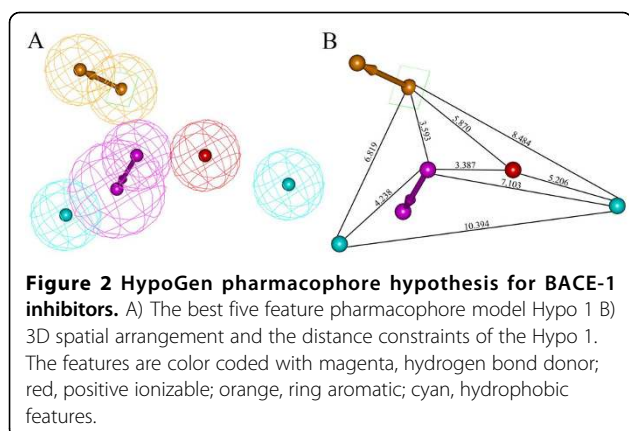 A
B
6.819
3.593
5.870
8.484
3.387
7.103
5.206
4.238
10.394
Figure 2 HypoGen pharmacophore hypothesis for BACE-1
inhibitors. A) The best five feature pharmacophore model Hypo 1 B)
3D spatial arrangement and the distance constraints of the Hypo 1.
The features are color coded with magenta, hydrogen bond donor;
red, positive ionizable; orange, ring aromatic; cyan, hydrophobic
features.